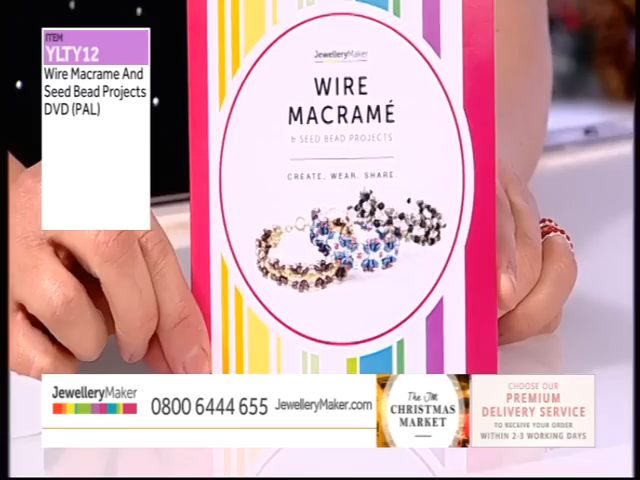 ITEM
YLTY12
Wire Macrame And
Seed Bead Projects
DVD (PAL)
JewelleryMaker
WIRE
MACRAMÉ
& SEED BEAD PROJECTS
CREATE. WEAR. SHARE.
JewelleryMaker
0800 6444 655
JewelleryMaker.com
The JM
CHRISTMAS
MARKET
CHOOSE OUR
PREMIUM
DELIVERY SERVICE
TO RECEIVE YOUR ORDER
WITHIN 2-3 WORKING DAYS